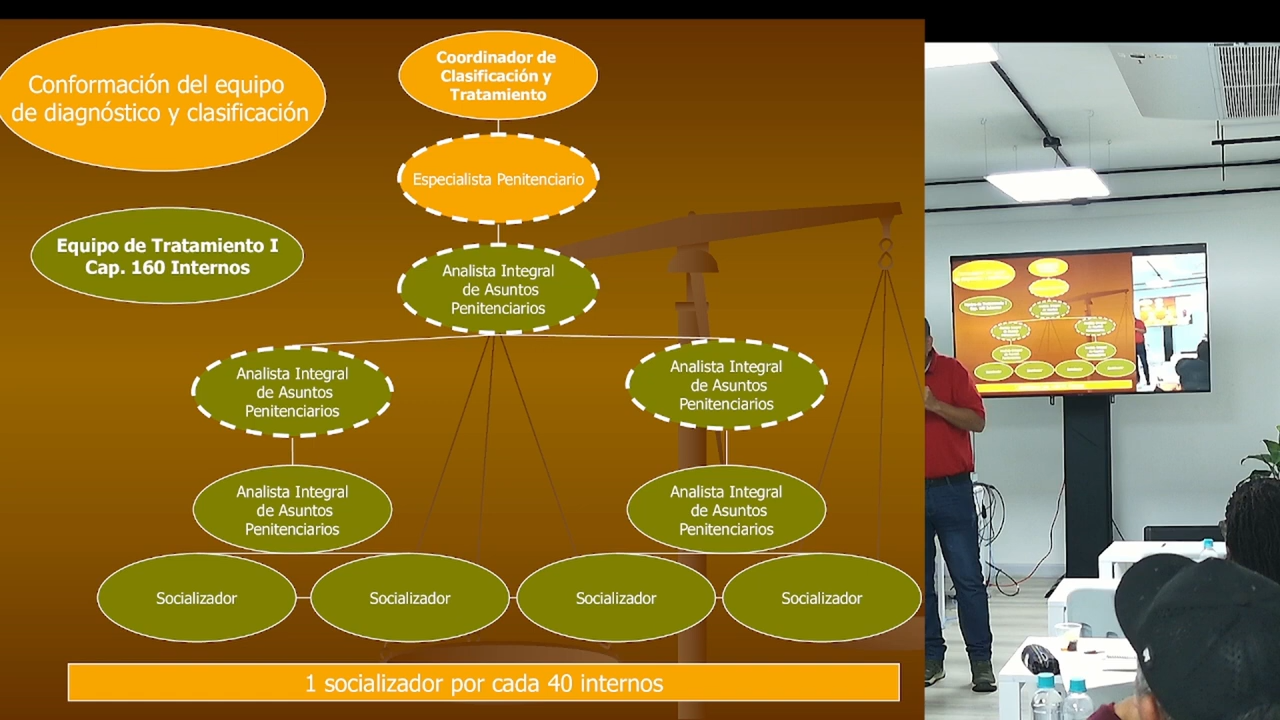 Conformación del equipo
de diagnóstico y clasificación
Coordinador de
Clasificación y
Tratamiento
Especialista Penitenciario
Equipo de Tratamiento I
Cap. 160 Internos
Analista Integral
de Asuntos
Penitenciarios
Analista Integral
de Asuntos
Penitenciarios
Analista Integral
de Asuntos
Penitenciarios
Analista Integral
de Asuntos
Penitenciarios
Analista Integral
de Asuntos
Penitenciarios
Socializador
Socializador
Socializador
Socializador
1 socializador por cada 40 internos